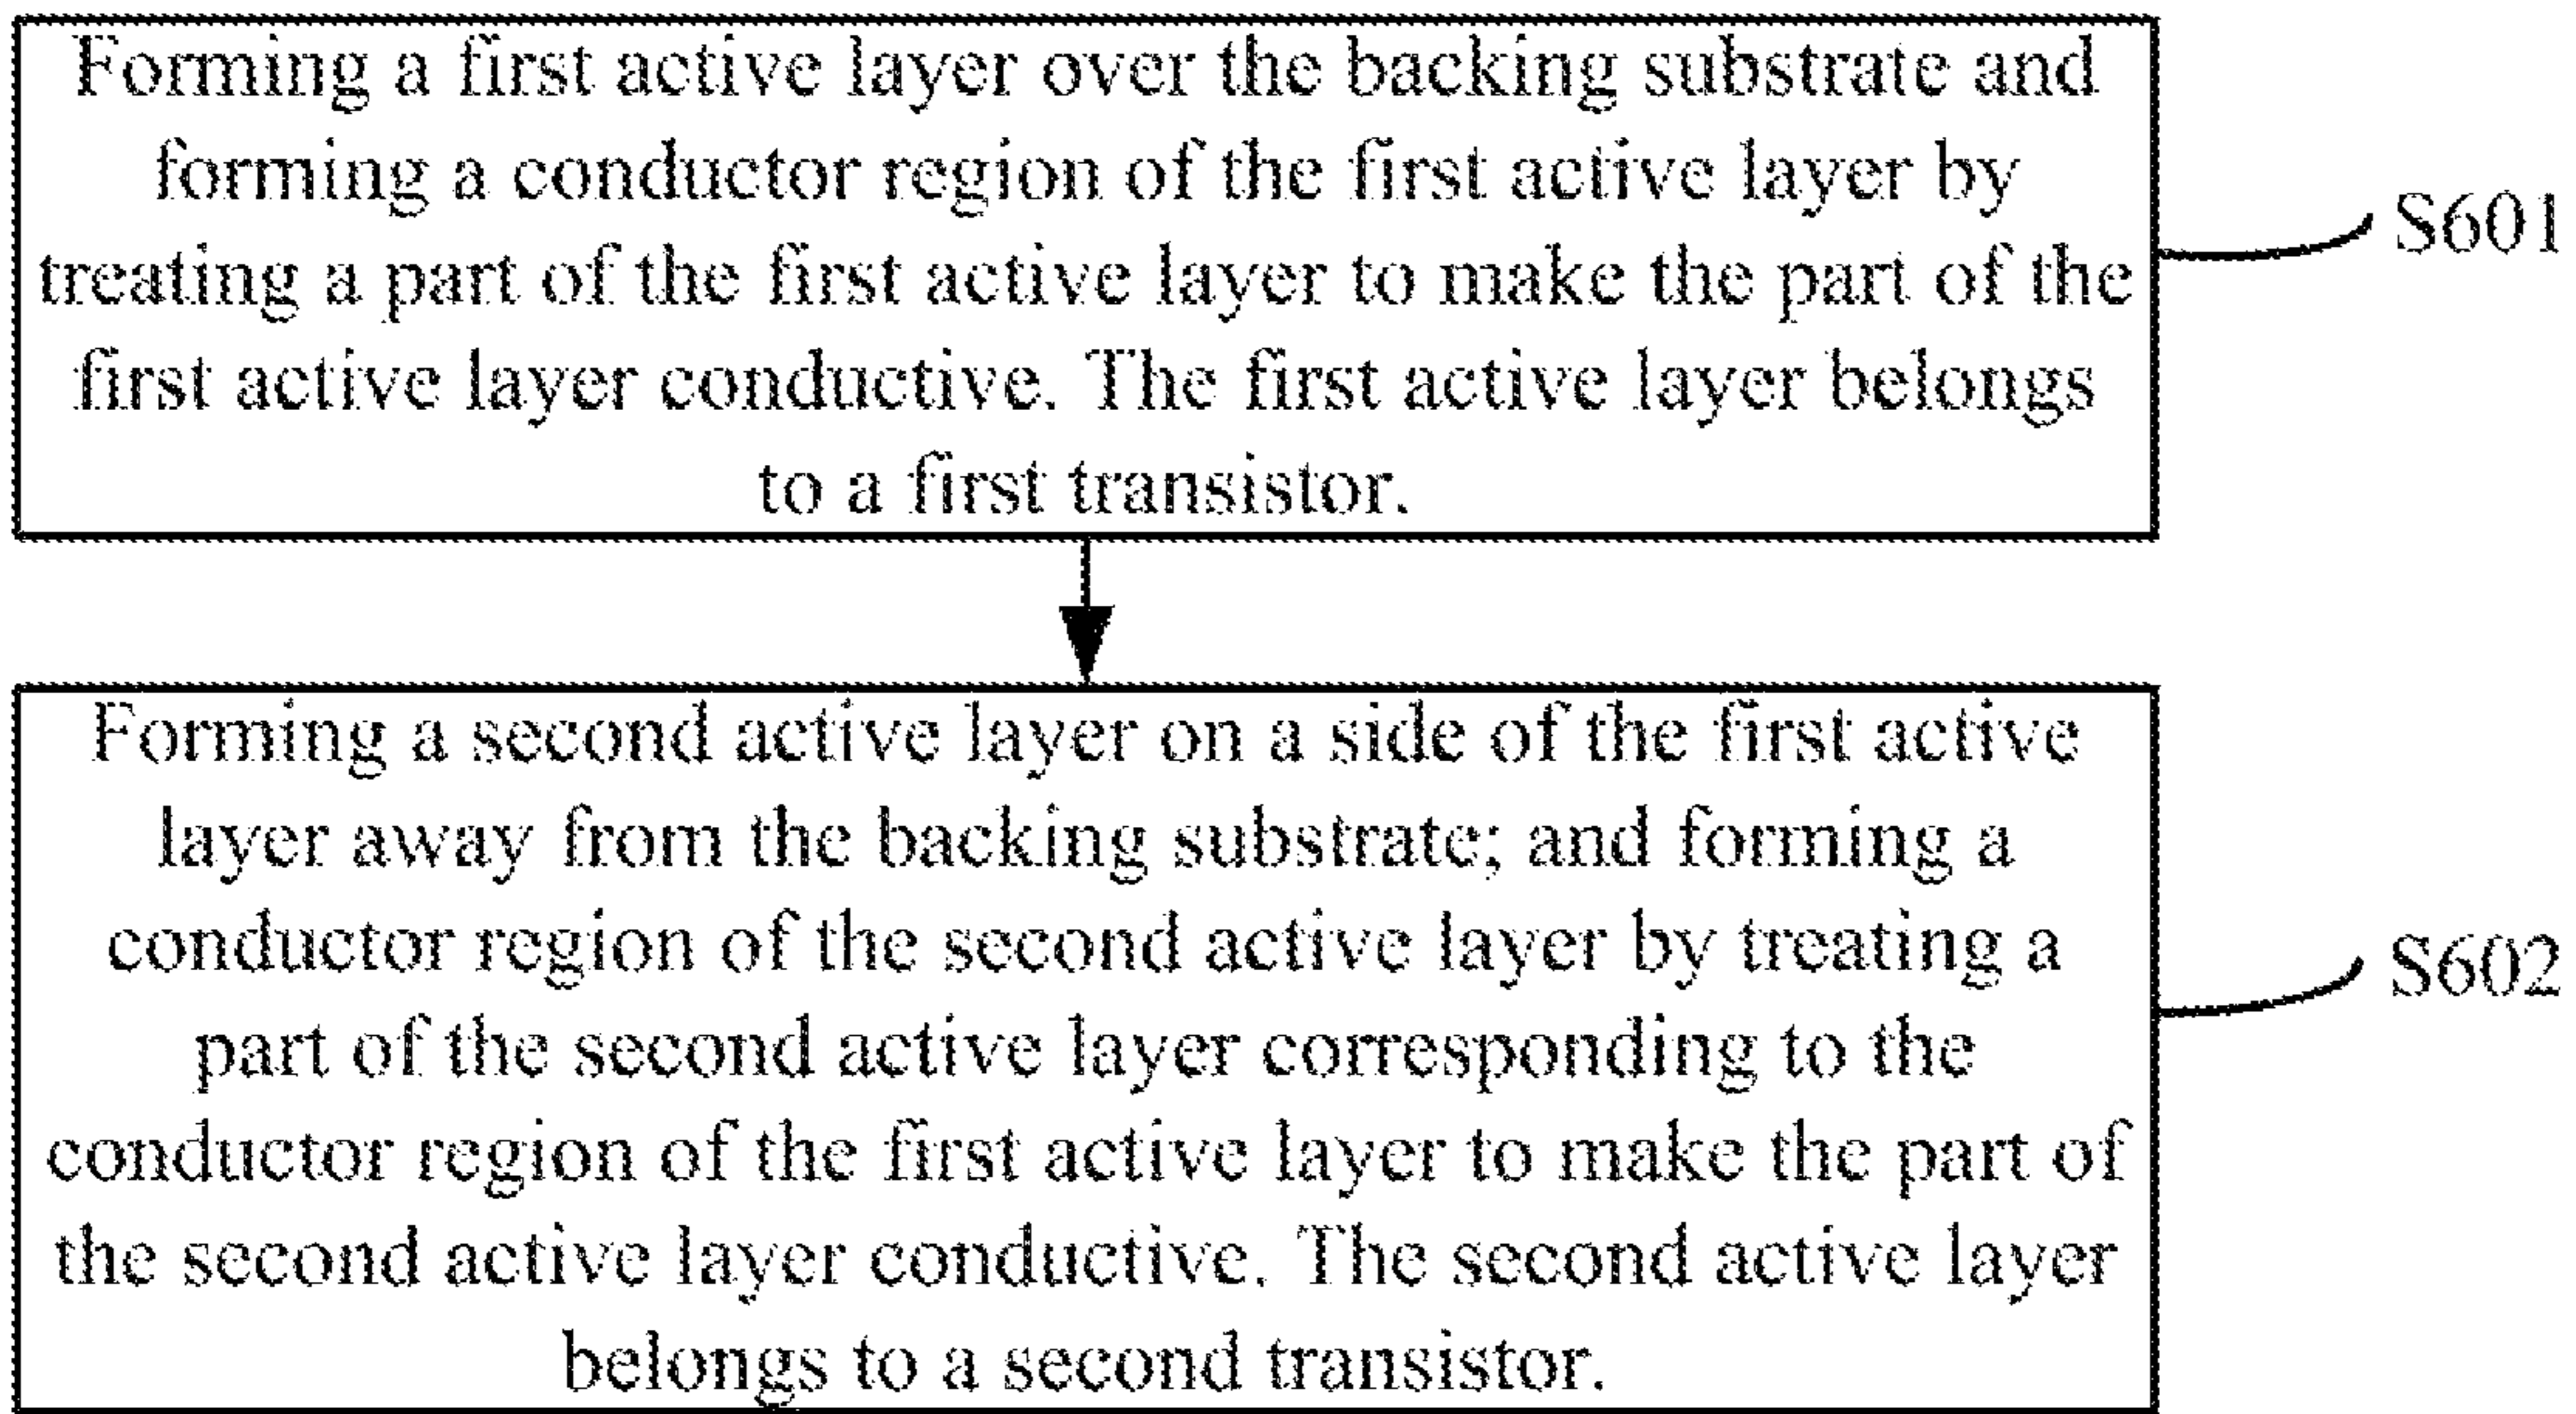 Forming a first active layer over the backing substrate and
forming a conductor region of the first active layer by
treating a part of the first active layer to make the part of the
first active layer conductive. The first active layer belongs
to a first transistor.
S601
Forming a second active layer on a side of the first active
layer away from the backing substrate; and forming a
conductor region of the second active layer by treating a
part of the second active layer corresponding to the
conductor region of the first active layer to make the part of
the second active layer conductive. The second active layer
belongs to a second transistor.
S602